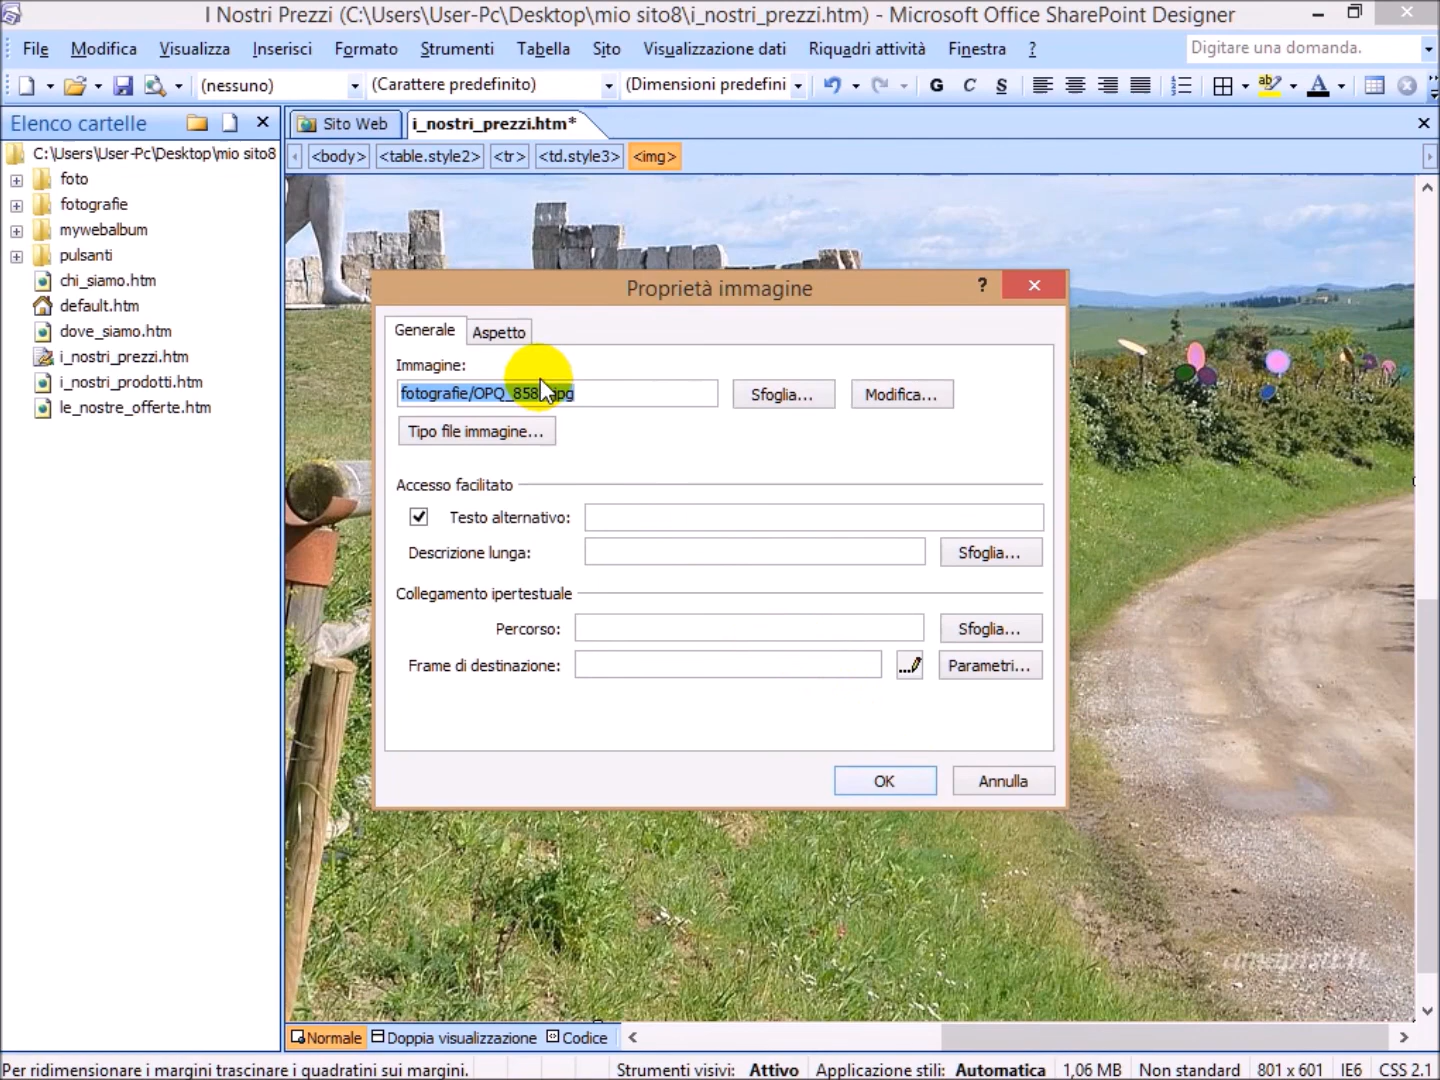 I Nostri Prezzi (C:\Users\User-Pc\Desktop\mio sito8\i_nostri_prezzi.htm) - Microsoft Office SharePoint Designer
File Modifica Visualizza Inserisci Formato Strumenti Tabella Sito Visualizzazione dati Riquadri attività Finestra ? Digitare una domanda.
(nessuno) (Carattere predefinito) (Dimensioni predefini G C S A
Elenco cartelle
Sito Web i_nostri_prezzi.htm*
C:\Users\User-Pc\Desktop\mio sito8
<body> <table.style2> <tr> <td.style3> <img>
foto
fotografie
mywebalbum
pulsanti
chi_siamo.htm
default.htm
dove_siamo.htm
i_nostri_prezzi.htm
i_nostri_prodotti.htm
le_nostre_offerte.htm
Proprietà immagine ?
Generale Aspetto
Immagine:
Sfoglia... Modifica...
Tipo file immagine...
Accesso facilitato
Testo alternativo:
Descrizione lunga: Sfoglia...
Collegamento ipertestuale
Percorso: Sfoglia...
Frame di destinazione: Parametri...
OK Annulla
Normale Doppia visualizzazione Codice
Per ridimensionare i margini trascinare i quadratini sui margini. Strumenti visivi: Attivo Applicazione stili: Automatica 1,06 MB Non standard 801 x 601 IE6 CSS 2.1